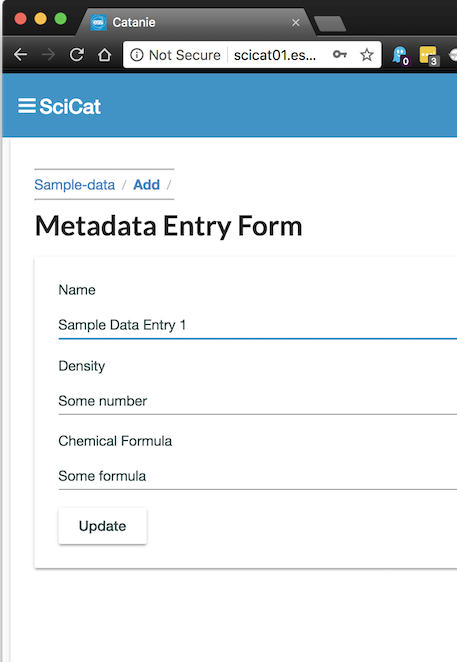 Catanie
Not Secure scicat01.es...
0
3
SciCat
Sample-data / Add /
Metadata Entry Form
Name
Sample Data Entry 1
Density
Some number
Chemical Formula
Some formula
Update